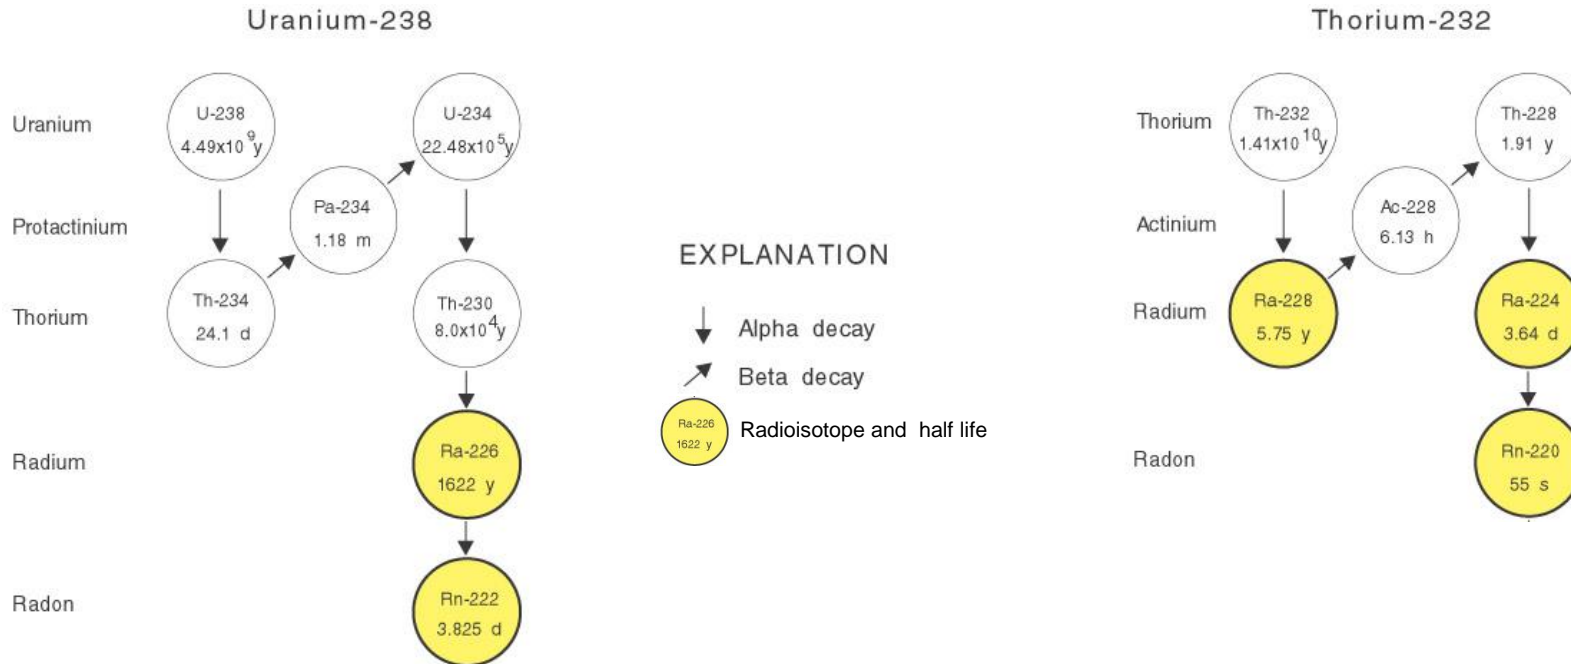 Uranium-238
Uranium
Protactinium
Thorium
Radium
Radon
U-238
4.49x10⁹y
Th-234
24.1 d
Pa-234
1.18 m
U-234
22.48x10⁵y
Th-230
8.0x10⁴y
Ra-226
1622 y
Rn-222
3.825 d
EXPLANATION
Alpha decay
Beta decay
Ra-226
1622 y
Radioisotope and half life
Thorium-232
Thorium
Actinium
Radium
Radon
Th-232
1.41x10¹⁰y
Ra-228
5.75 y
Ac-228
6.13 h
Th-228
1.91 y
Ra-224
3.64 d
Rn-220
55 s